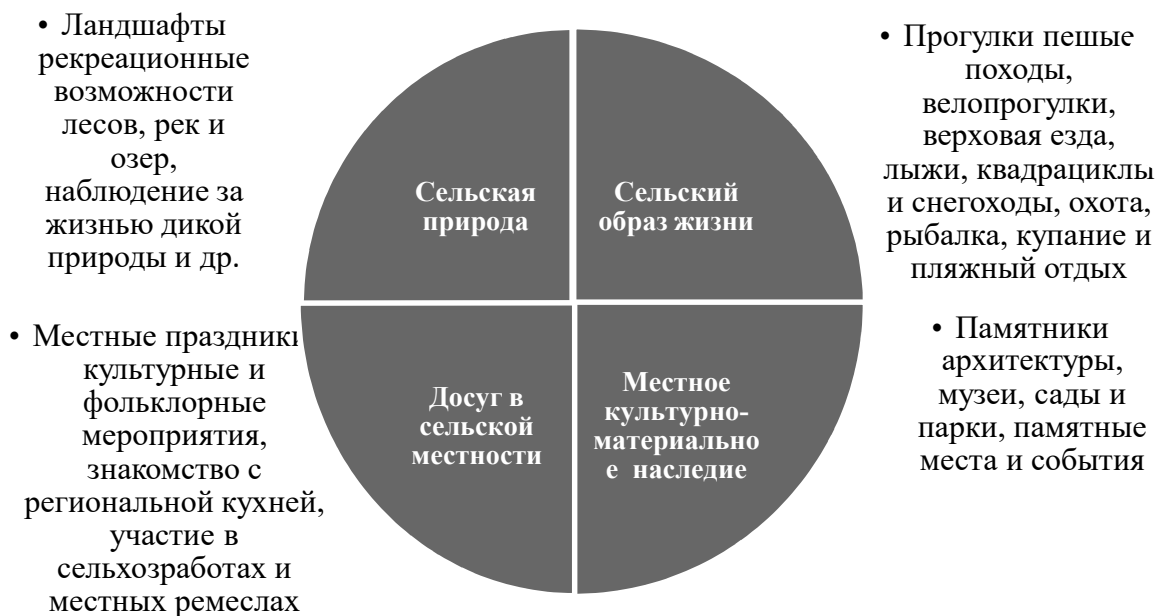 • Ландшафты
рекреационные
возможности
лесов, рек и
озер,
наблюдение за
жизнью дикой
природы и др.
Сельская
природа
Сельский
образ жизни
• Прогулки пешые
походы,
велопрогулки,
верховая езда,
лыжи, квадрациклы
и снегоходы, охота,
рыбалка, купание и
пляжный отдых
• Местные праздники
культурные и
фольклорные
мероприятия,
знакомство с
региональной кухней,
участие в
сельхозработах и
местных ремеслах
Досуг в
сельской
местности
Местное
культурно-
материально
е наследие
• Памятники
архитектуры,
музеи, сады и
парки, памятные
места и события